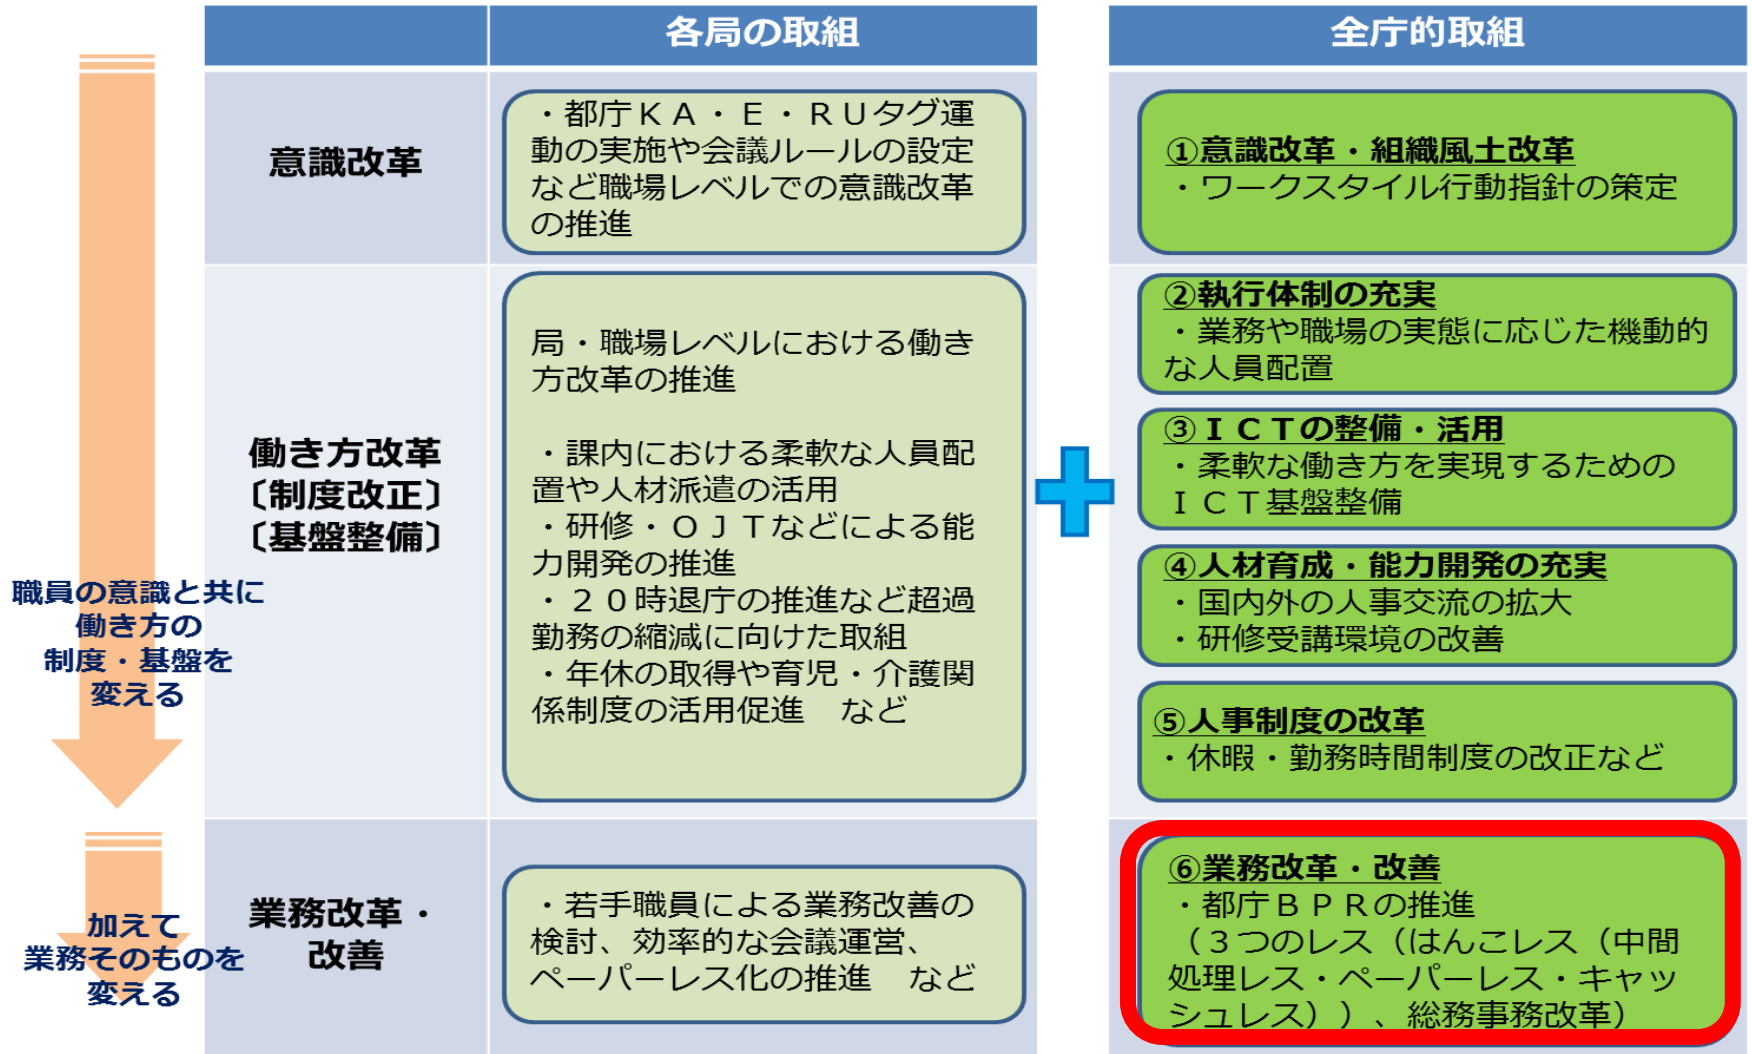 各局の取組
全庁的取組
意識改革
・都庁ＫＡ・Ｅ・ＲＵタグ運
動の実施や会議ルールの設定
など職場レベルでの意識改革
の推進
①意識改革・組織風土改革
・ワークスタイル行動指針の策定
働き方改革
〔制度改正〕
〔基盤整備〕
局・職場レベルにおける働き
方改革の推進
・課内における柔軟な人員配
置や人材派遣の活用
・研修・ＯＪＴなどによる能
力開発の推進
・２０時退庁の推進など超過
勤務の縮減に向けた取組
・年休の取得や育児・介護関
係制度の活用促進　など
②執行体制の充実
・業務や職場の実態に応じた機動的
な人員配置
③ＩＣＴの整備・活用
・柔軟な働き方を実現するための
ＩＣＴ基盤整備
④人材育成・能力開発の充実
・国内外の人事交流の拡大
・研修受講環境の改善
⑤人事制度の改革
・休暇・勤務時間制度の改正など
職員の意識と共に
働き方の
制度・基盤を
変える
業務改革・
改善
・若手職員による業務改善の
検討、効率的な会議運営、
ペーパーレス化の推進　など
⑥業務改革・改善
・都庁ＢＰＲの推進
（３つのレス（はんこレス（中間
処理レス・ペーパーレス・キャッ
シュレス））、総務事務改革）
加えて
業務そのものを
変える